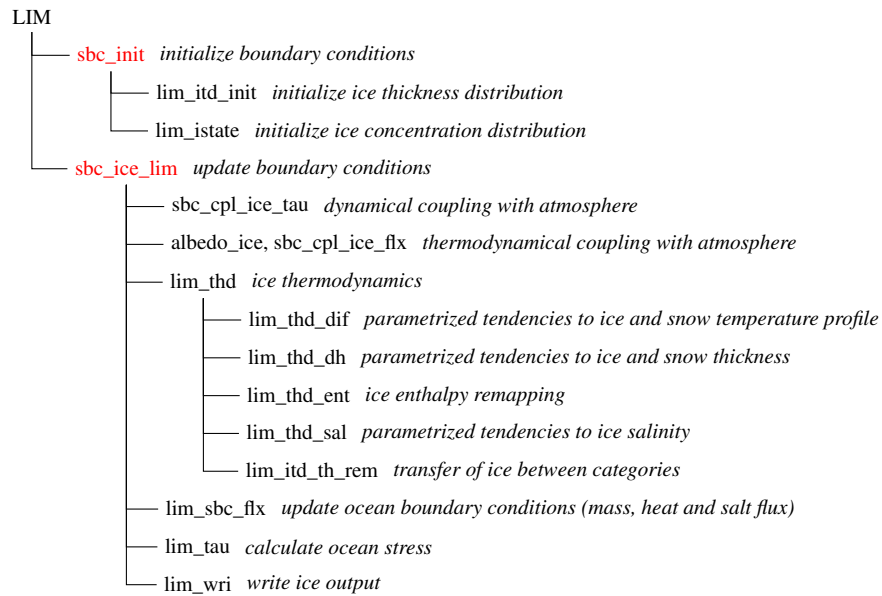 LIM
sbc_init initialize boundary conditions
lim_itd_init initialize ice thickness distribution
lim_istate initialize ice concentration distribution
sbc_ice_lim update boundary conditions
sbc_cpl_ice_tau dynamical coupling with atmosphere
albedo_ice, sbc_cpl_ice_flx thermodynamical coupling with atmosphere
lim_thd ice thermodynamics
lim_thd_dif parametrized tendencies to ice and snow temperature profile
lim_thd_dh parametrized tendencies to ice and snow thickness
lim_thd_ent ice enthalpy remapping
lim_thd_sal parametrized tendencies to ice salinity
lim_itd_th_rem transfer of ice between categories
lim_sbc_flx update ocean boundary conditions (mass, heat and salt flux)
lim_tau calculate ocean stress
lim_wri write ice output